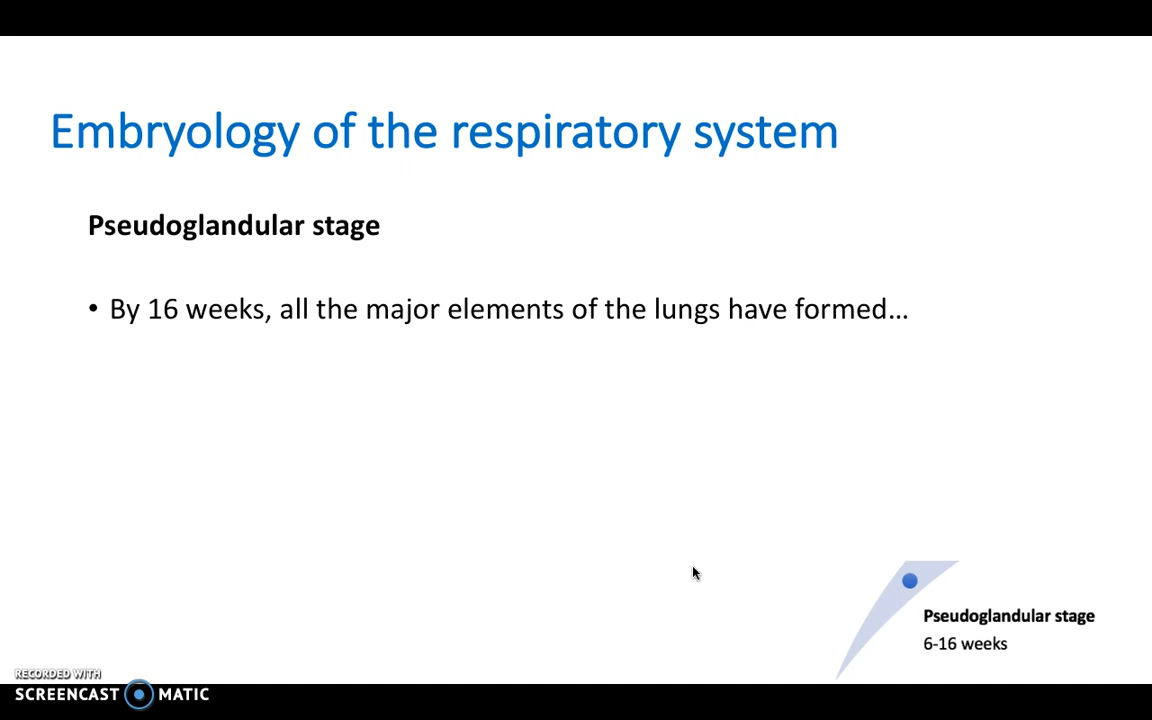 Embryology of the respiratory system
Pseudoglandular stage
• By 16 weeks, all the major elements of the lungs have formed...
Pseudoglandular stage
6-16 weeks
RECORDED WITH
SCREENCAST MATIC